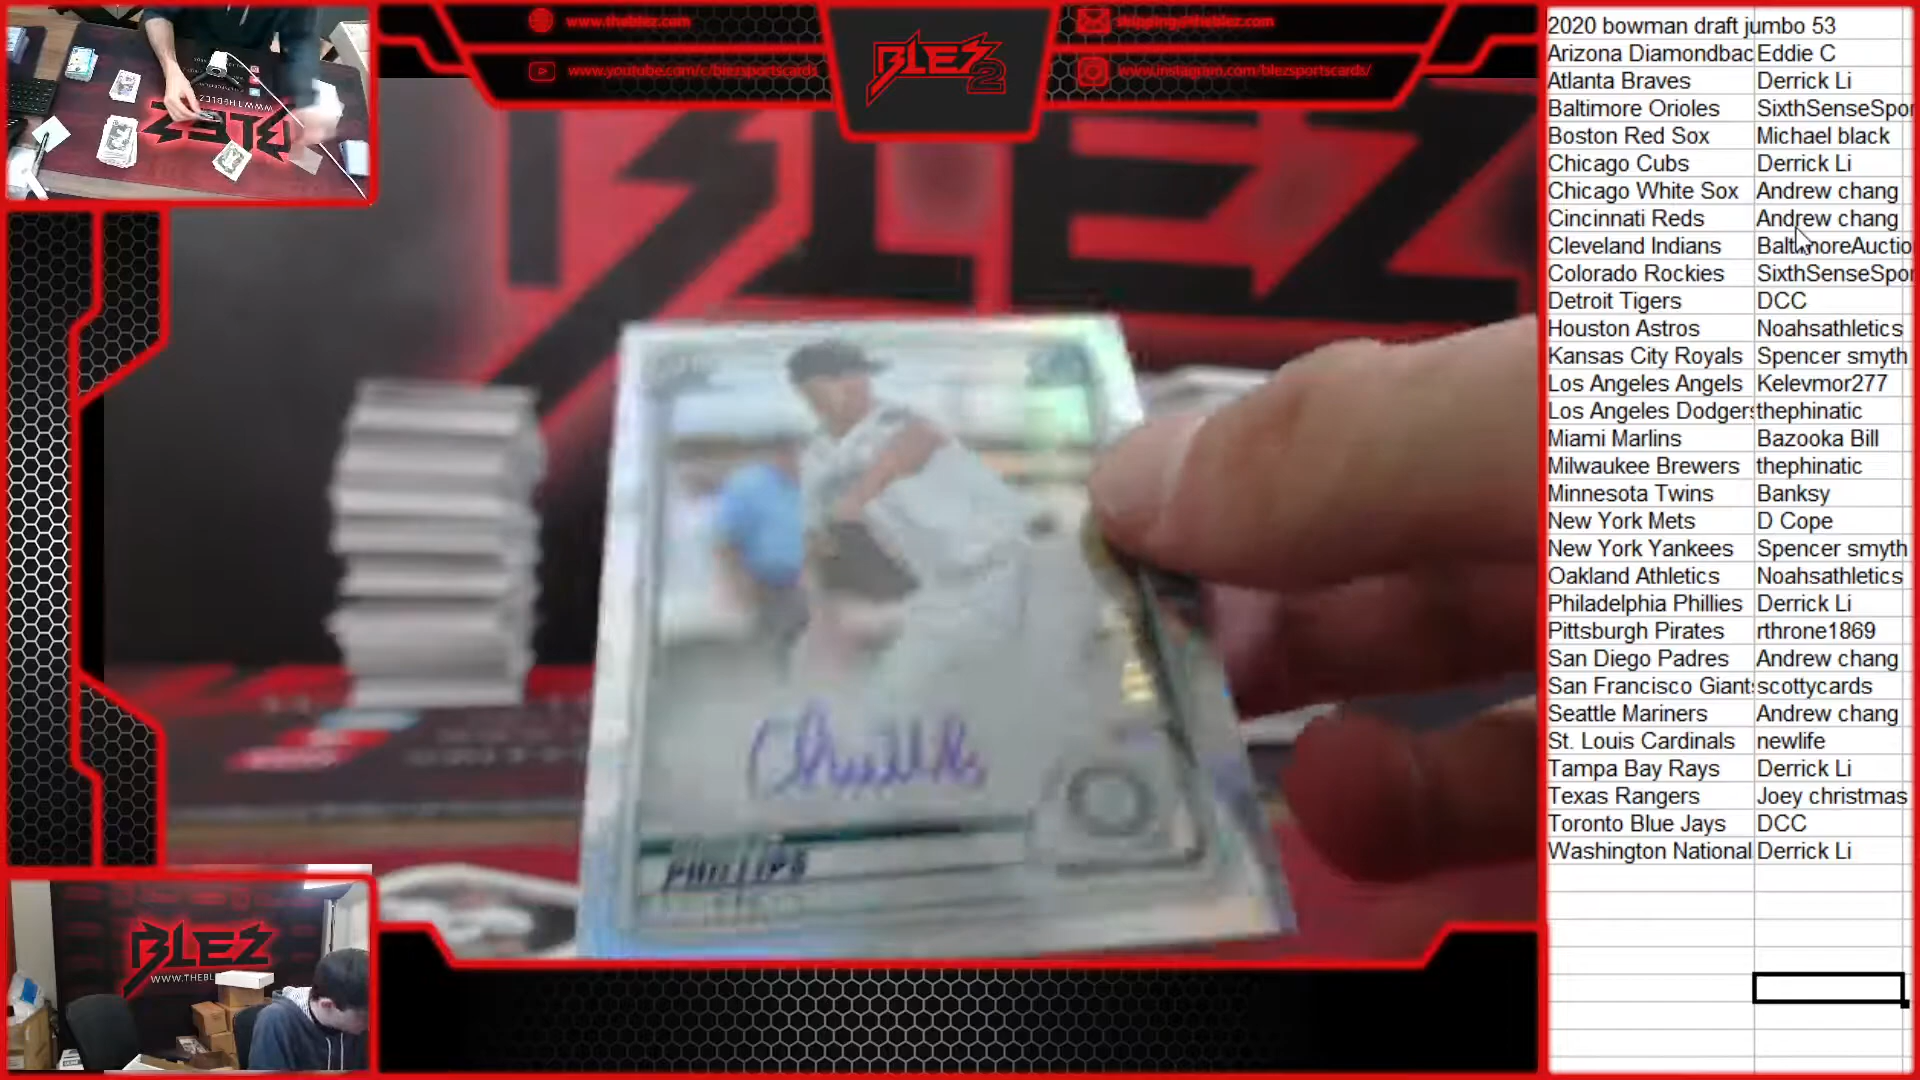 www.theblez.com
shipping@theblez.com
BLEZ
2
www.youtube.com/c/blezsportscards
www.instagram.com/blezsportscards/
BLEZ
PHILLIPS
BLEZ
WWW.THEBLEZ
BLEZ
WWW.THEBL
2020 bowman draft jumbo 53
Arizona Diamondbac Eddie C
Atlanta Braves Derrick Li
Baltimore Orioles SixthSenseSpor
Boston Red Sox Michael black
Chicago Cubs Derrick Li
Chicago White Sox Andrew chang
Cincinnati Reds Andrew chang
Cleveland Indians BaltimoreAuctio
Colorado Rockies SixthSenseSpor
Detroit Tigers DCC
Houston Astros Noahsathletics
Kansas City Royals Spencer smyth
Los Angeles Angels Kelevmor277
Los Angeles Dodgers thephinatic
Miami Marlins Bazooka Bill
Milwaukee Brewers thephinatic
Minnesota Twins Banksy
New York Mets D Cope
New York Yankees Spencer smyth
Oakland Athletics Noahsathletics
Philadelphia Phillies Derrick Li
Pittsburgh Pirates rthrone1869
San Diego Padres Andrew chang
San Francisco Giants scottycards
Seattle Mariners Andrew chang
St. Louis Cardinals newlife
Tampa Bay Rays Derrick Li
Texas Rangers Joey christmas
Toronto Blue Jays DCC
Washington National Derrick Li